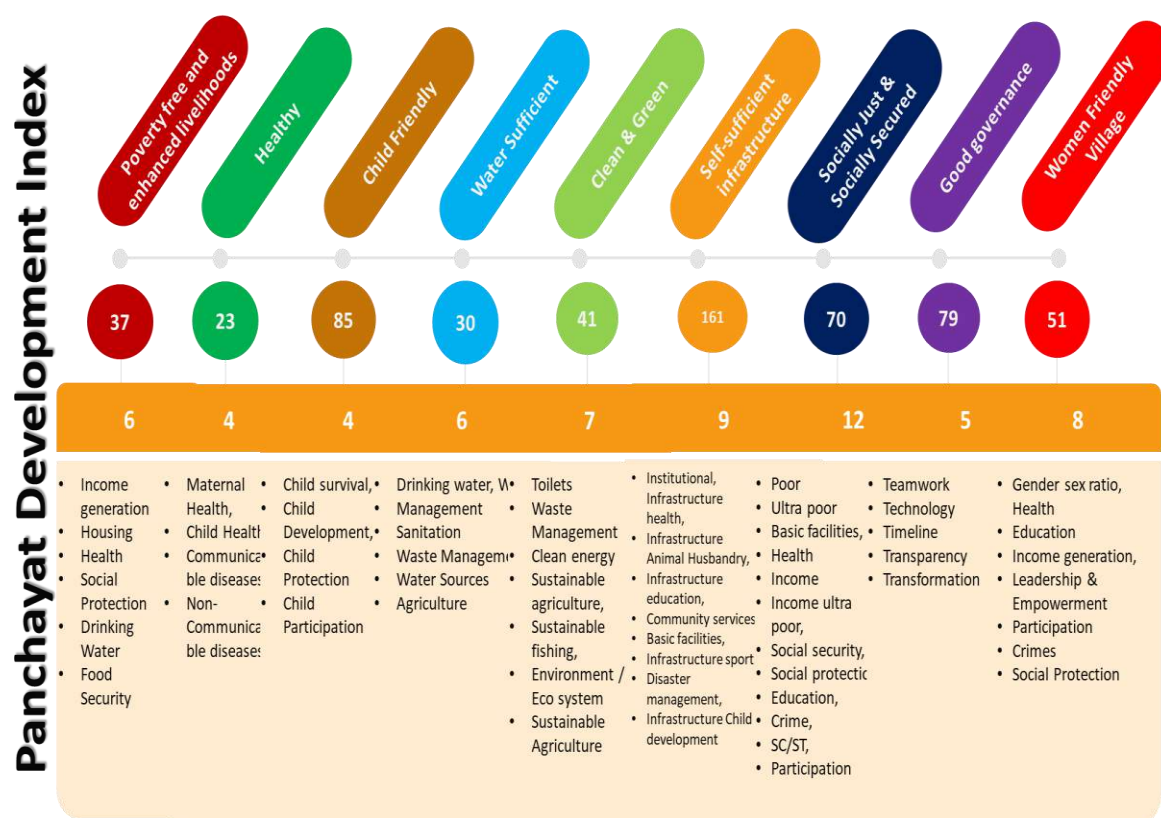 Panchayat Development Index
Poverty free and
enhanced livelihoods
Healthy
Child Friendly
Water Sufficient
Clean & Green
Self-sufficient
infrastructure
Socially Just &
Socially Secured
Good governance
Women Friendly
Village
37
23
85
30
41
161
70
79
51
6
4
4
6
7
9
12
5
8
• Income
generation
• Housing
• Health
• Social
Protection
• Drinking
Water
• Food
Security
• Maternal
Health,
• Child Health
• Communica
ble diseases
• Non-
Communica
ble diseases
• Child survival,
• Child
Development,
• Child
Protection
• Child
Participation
• Drinking water, W
Management
• Sanitation
• Waste Manageme
• Water Sources
• Agriculture
• Toilets
• Waste
Management
• Clean energy
• Sustainable
agriculture,
• Sustainable
fishing,
• Environment /
Eco system
• Sustainable
Agriculture
• Institutional,
Infrastructure
health,
• Infrastructure
Animal Husbandry,
• Infrastructure
education,
• Community services
• Basic facilities,
• Infrastructure sport
• Disaster
management,
• Infrastructure Child
development
• Poor
• Ultra poor
• Basic facilities,
• Health
• Income
• Income ultra
poor,
• Social security,
• Social protectic
• Education,
• Crime,
• SC/ST,
• Participation
• Teamwork
• Technology
• Timeline
• Transparency
• Transformation
• Gender sex ratio,
Health
• Education
• Income generation,
• Leadership &
Empowerment
• Participation
• Crimes
• Social Protection